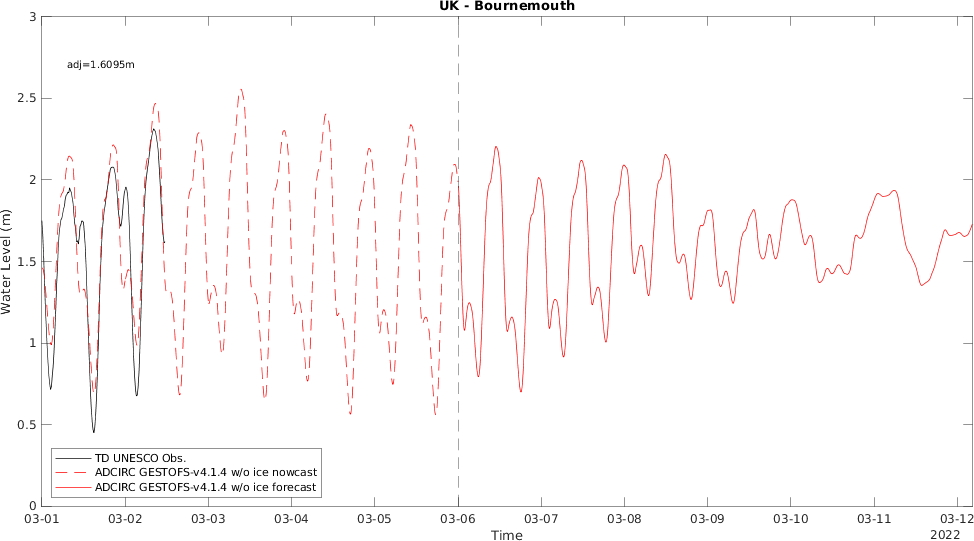 UK - Bournemouth
3
adj=1.6095m
2.5
2
1.5
1
0.5
0
Water Level (m)
TD UNESCO Obs.
ADCIRC GESTOFS-v4.1.4 w/o ice nowcast
ADCIRC GESTOFS-v4.1.4 w/o ice forecast
03-01 03-02 03-03 03-04 03-05 03-06 03-07 03-08 03-09 03-10 03-11 03-12
Time
2022